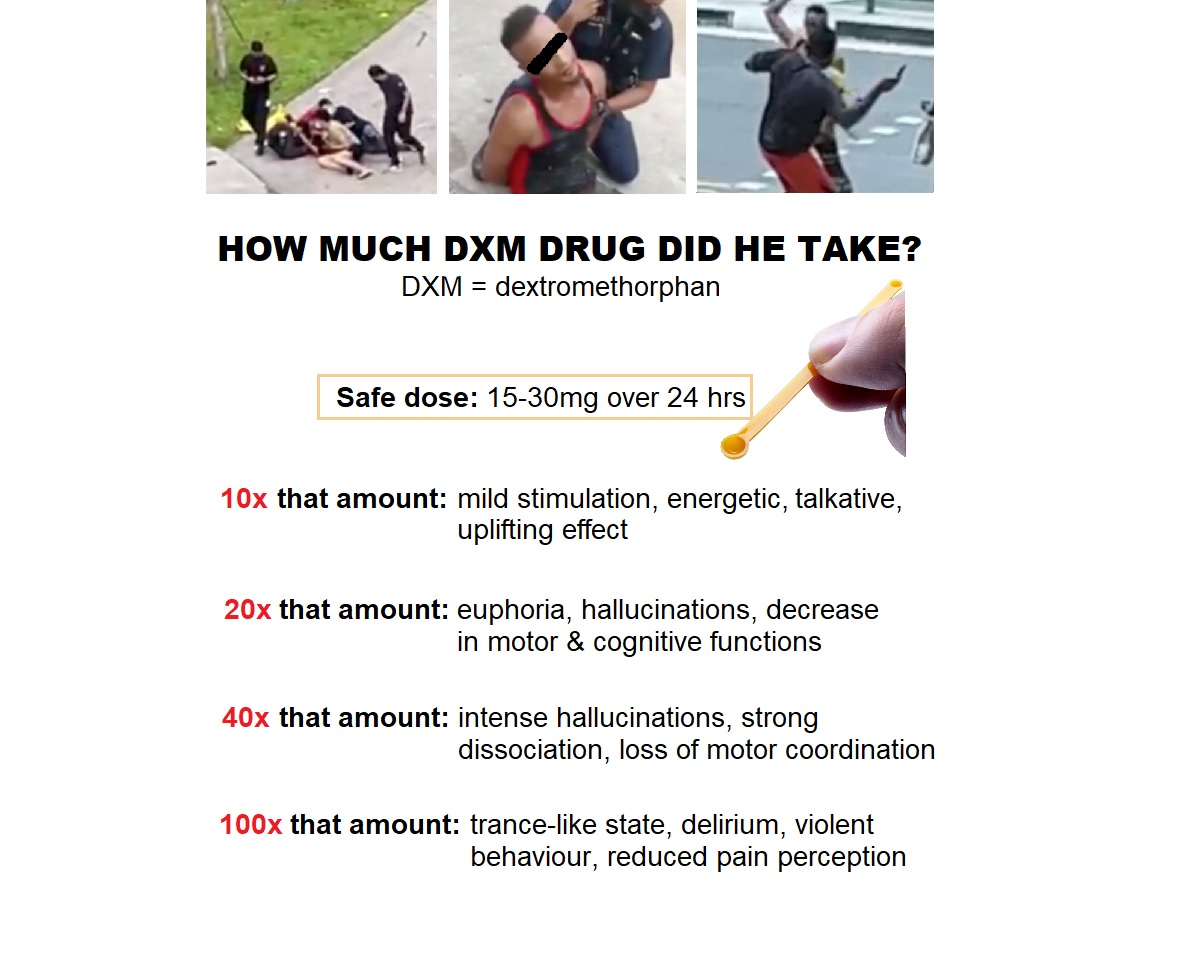 HOW MUCH DXM DRUG DID HE TAKE?
DXM = dextromethorphan
Safe dose: 15-30mg over 24 hrs
10x that amount: mild stimulation, energetic, talkative,
uplifting effect
20x that amount: euphoria, hallucinations, decrease
in motor & cognitive functions
40x that amount: intense hallucinations, strong
dissociation, loss of motor coordination
100x that amount: trance-like state, delirium, violent
behaviour, reduced pain perception